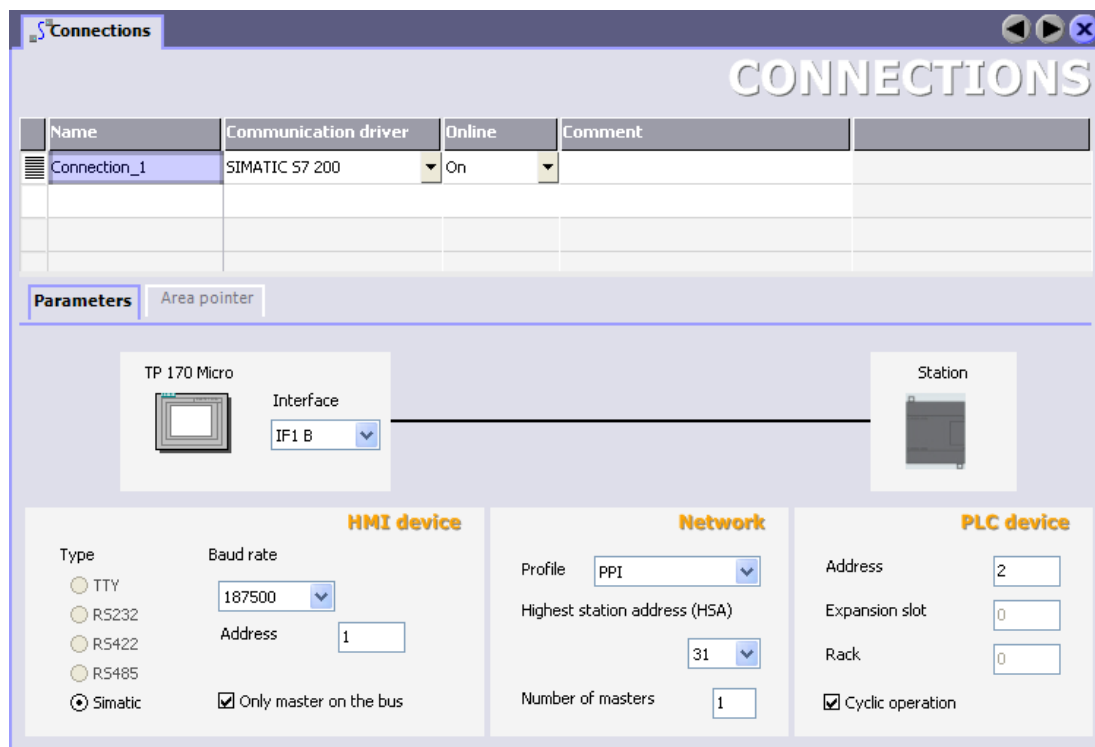 Connections
CONNECTIONS
Name Communication driver Online Comment
Connection_1 SIMATIC S7 200 On
Parameters Area pointer
TP 170 Micro
Interface
IF1 B
Station
HMI device
Type Baud rate
TTY
187500
RS232
Address 1
RS422
RS485
Simatic Only master on the bus
Network
Profile PPI
Highest station address (HSA)
31
Number of masters 1
PLC device
Address 2
Expansion slot 0
Rack 0
Cyclic operation